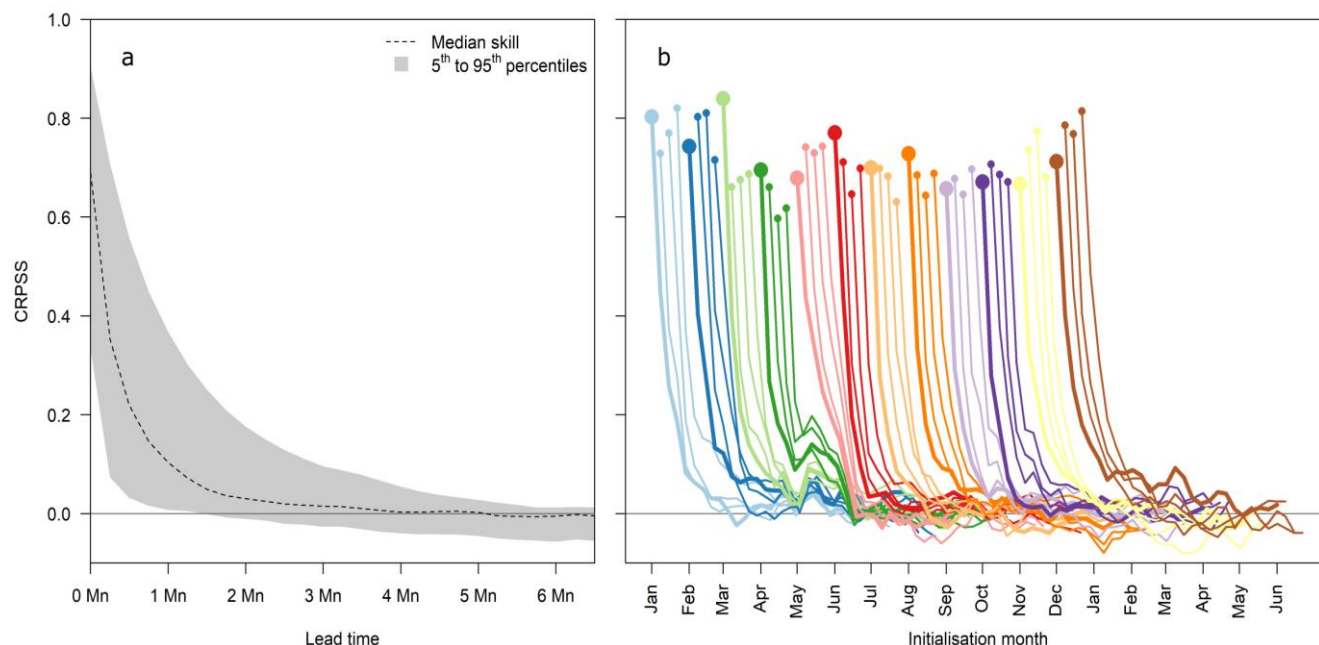 a
Median skill
5th to 95th percentiles
CRPSS
1.0
0.8
0.6
0.4
0.2
0.0
0 Mn 1 Mn 2 Mn 3 Mn 4 Mn 5 Mn 6 Mn
Lead time
b
Jan Feb Mar Apr May Jun Jul Aug Sep Oct Nov Dec Jan Feb Mar Apr May Jun
Initialisation month